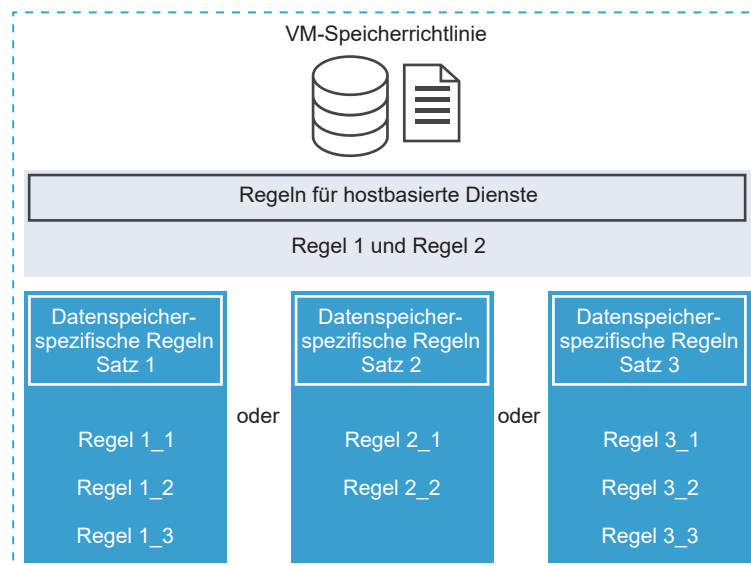 VM-Speicherrichtlinie
Regeln für hostbasierte Dienste
Regel 1 und Regel 2
Datenspeicher-
spezifische Regeln
Satz 1
Regel 1_1
Regel 1_2
Regel 1_3
oder
Datenspeicher-
spezifische Regeln
Satz 2
Regel 2_1
Regel 2_2
oder
Datenspeicher-
spezifische Regeln
Satz 3
Regel 3_1
Regel 3_2
Regel 3_3